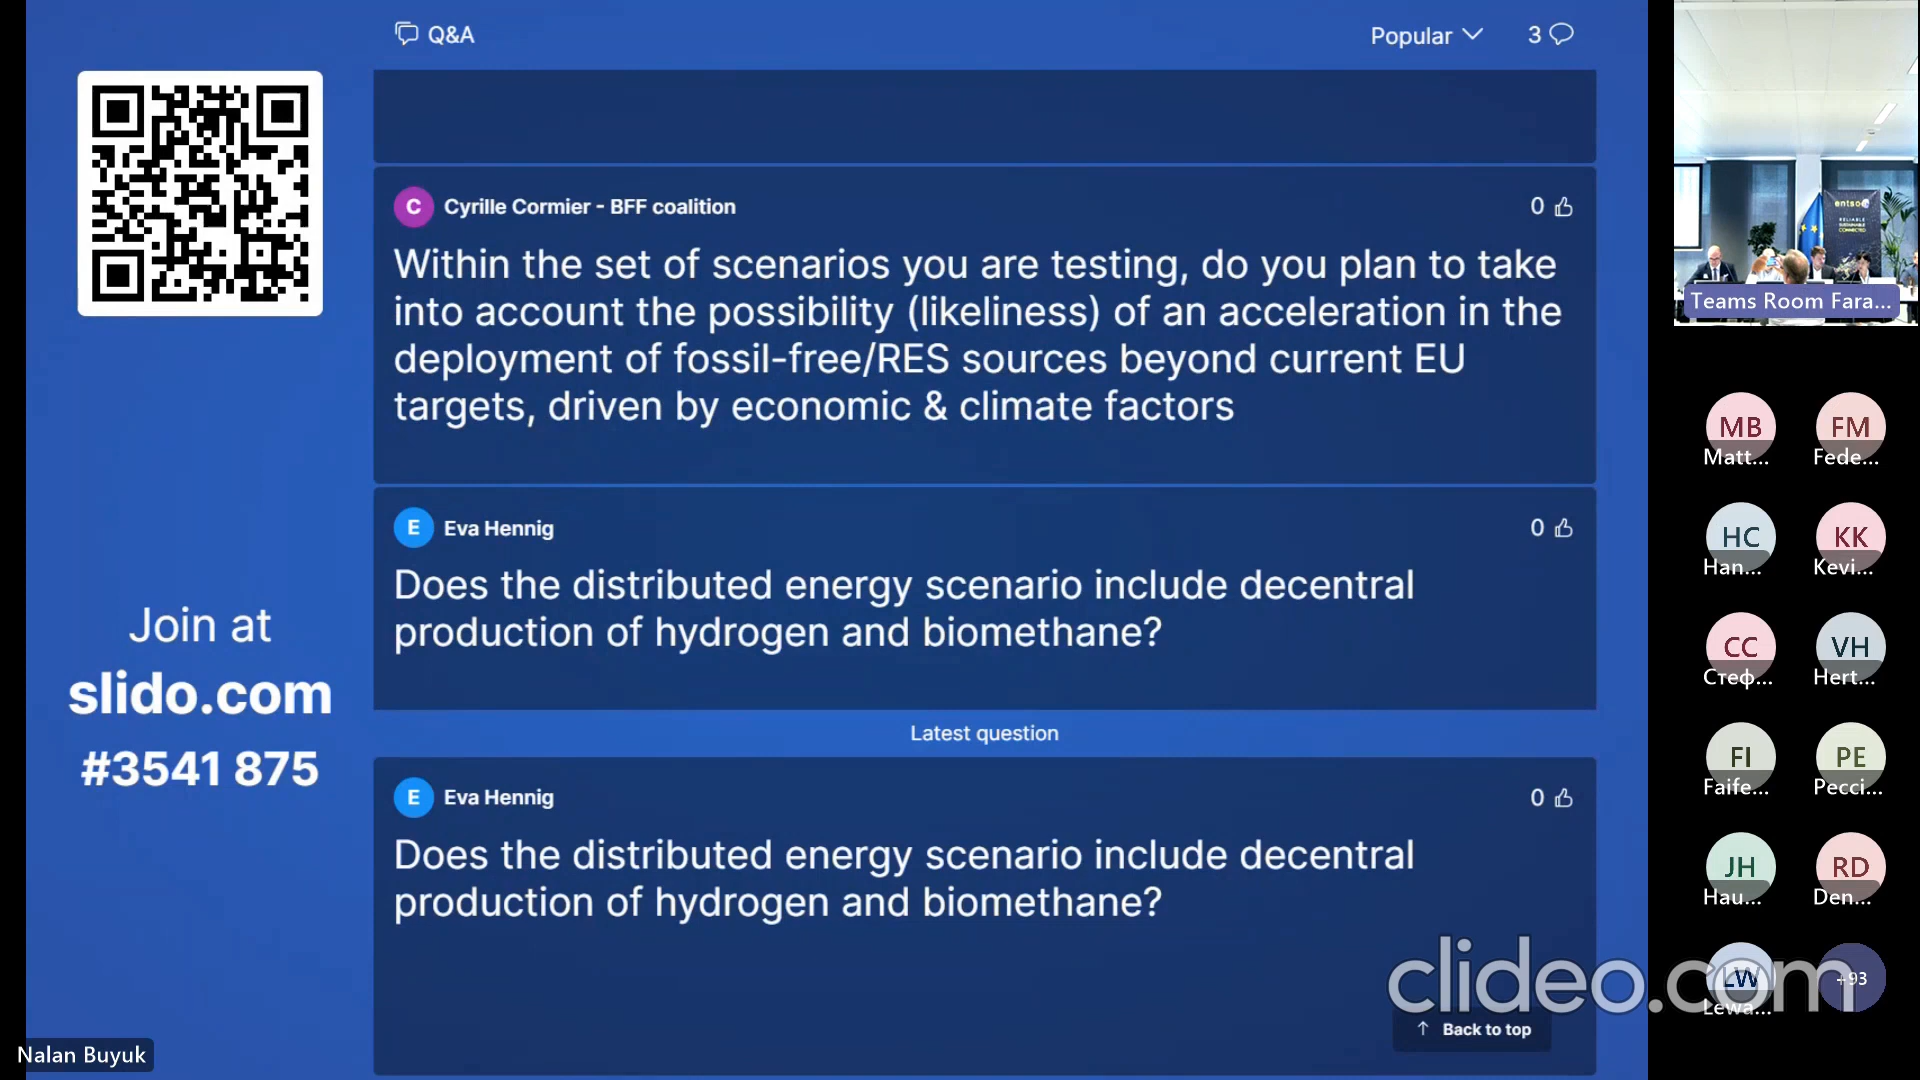 Q&A
Popular
3
Cyrille Cormier - BFF coalition
0
Within the set of scenarios you are testing, do you plan to take
into account the possibility (likeliness) of an acceleration in the
deployment of fossil-free/RES sources beyond current EU
targets, driven by economic & climate factors
Eva Hennig
0
Does the distributed energy scenario include decentral
production of hydrogen and biomethane?
Latest question
Eva Hennig
0
Does the distributed energy scenario include decentral
production of hydrogen and biomethane?
Back to top
Join at
slido.com
#3541 875
Nalan Buyuk
entso
RELIABLE
SUSTAINABLE
CONNECTED
Teams Room Fara...
MB
Matt...
FM
Fede...
HC
Han...
KK
Kevi...
CC
Стеф...
VH
Hert...
FI
Faife...
PE
Pecci...
JH
Hau...
RD
Den...
LW
Lewa...
+93
clideo.com